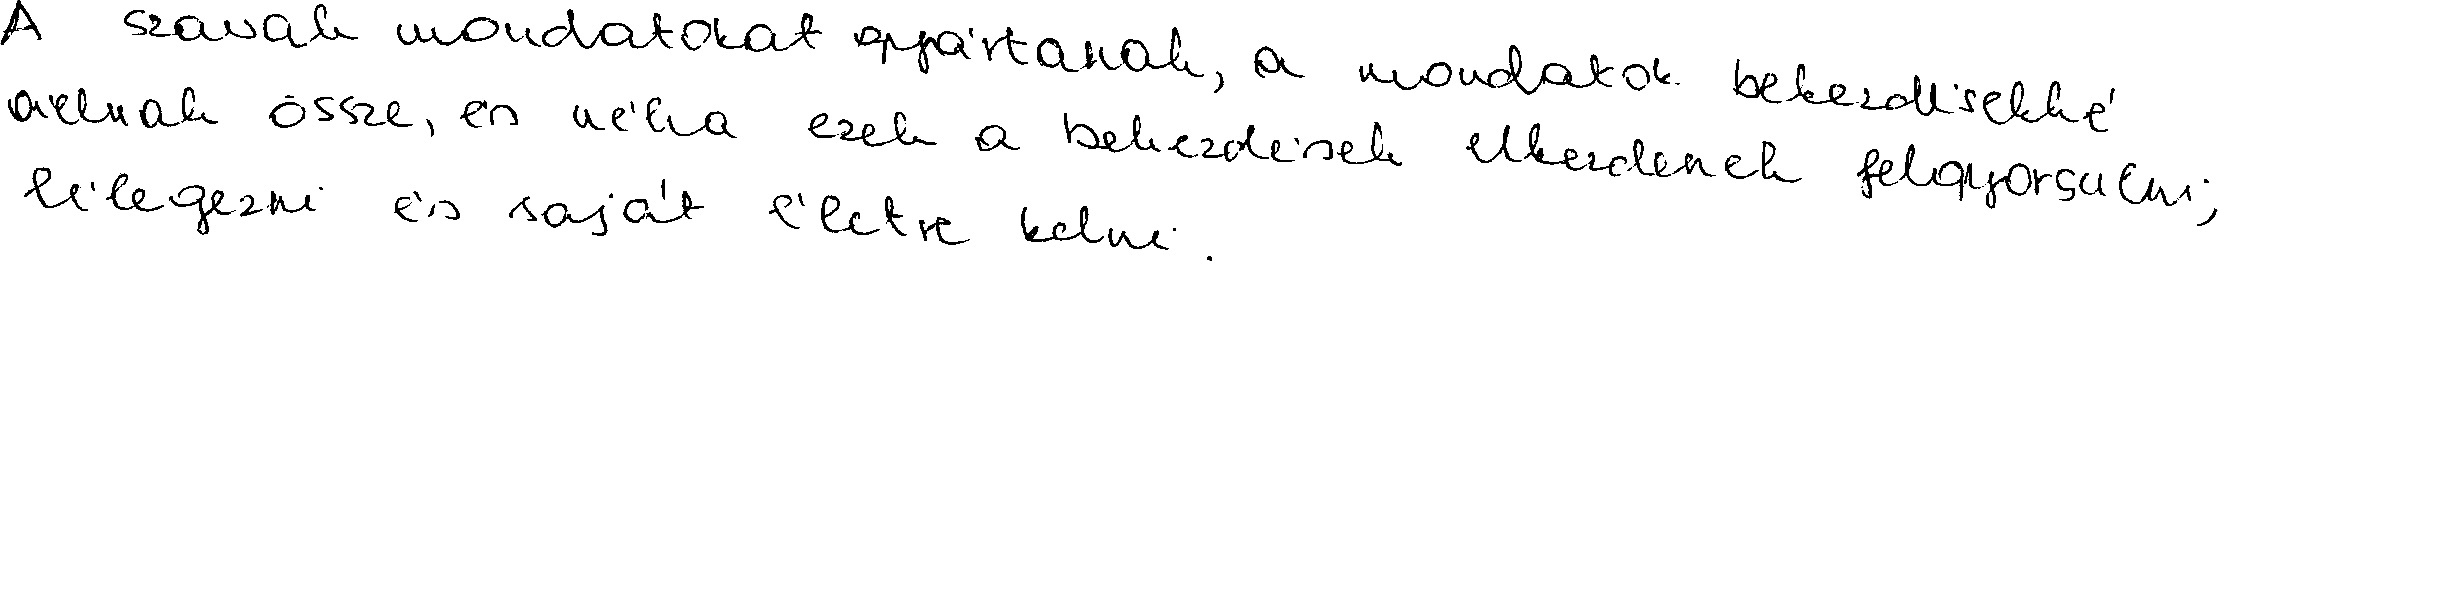 A szavak mondatokat gyártanak, a mondatok bekezdésekké
állnak össze, és néha ezek a bekezdések elkezdenek felgyorsulni,
lélegezni és saját életre kelni.